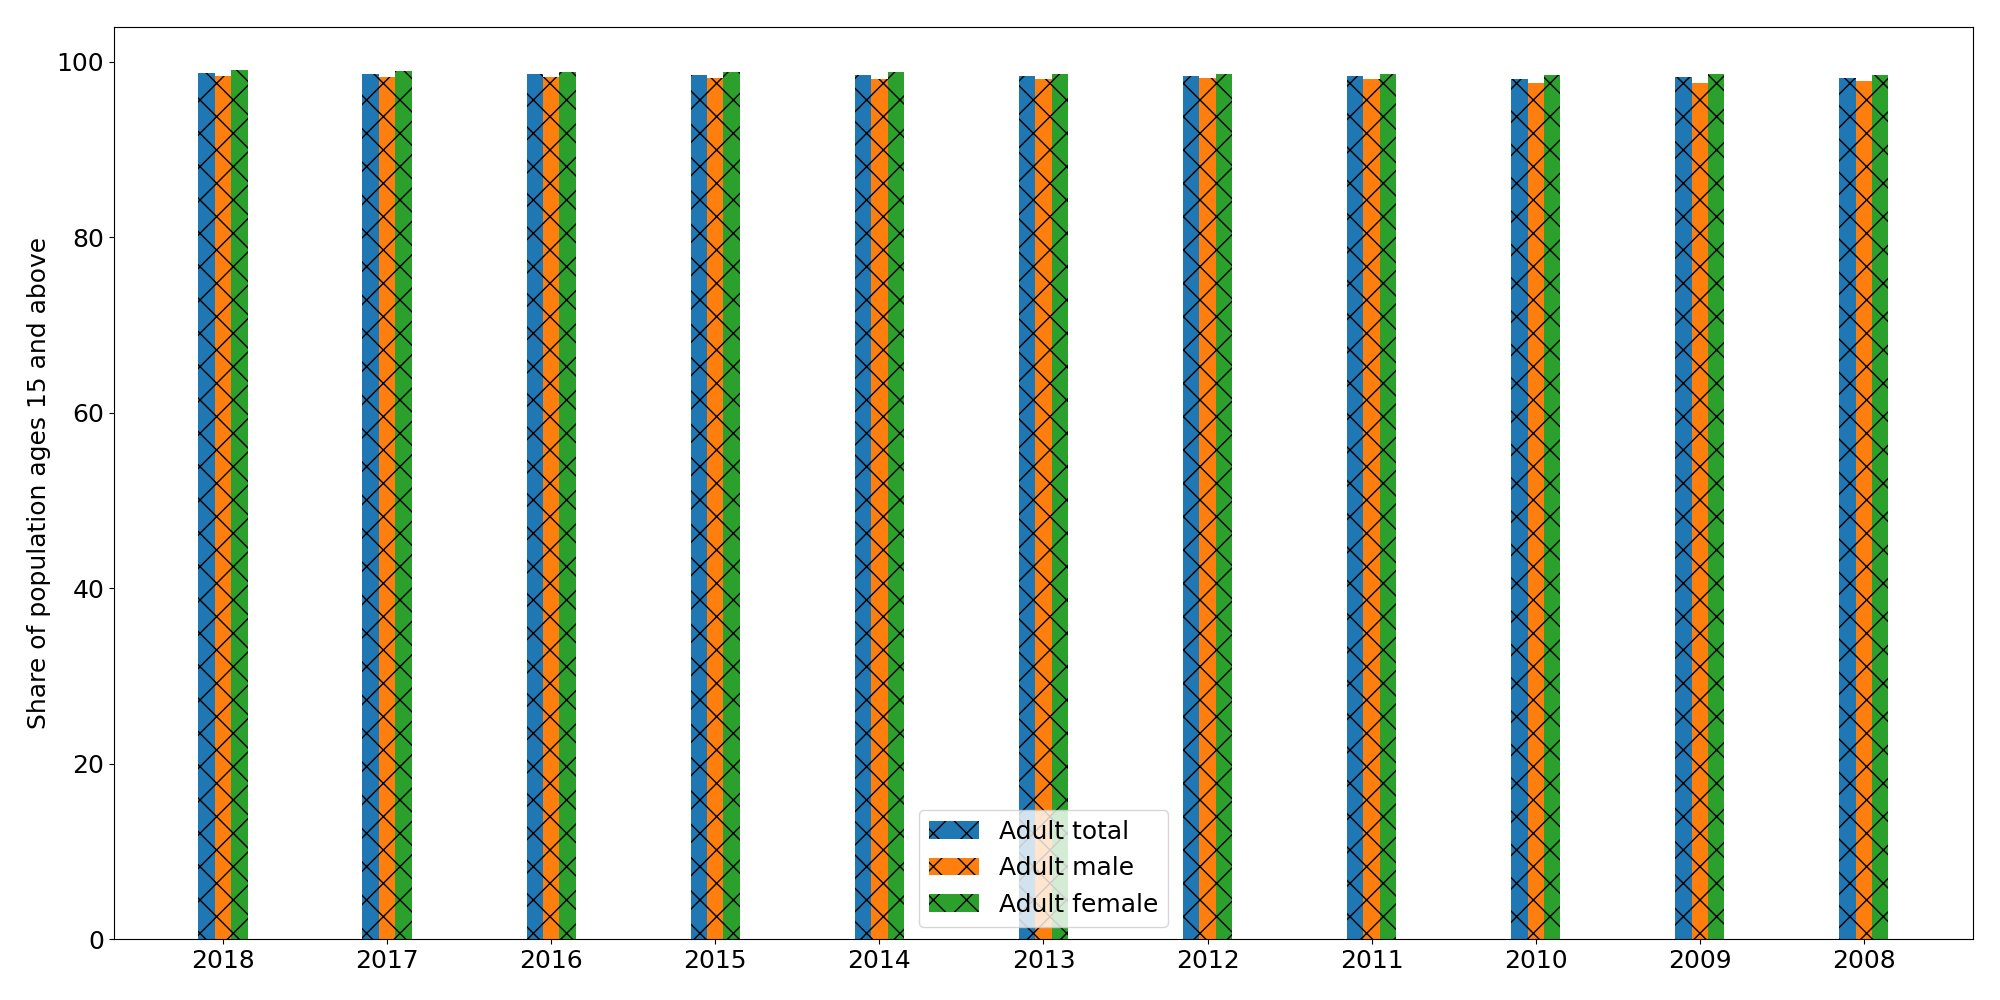 Share of population ages 15 and above
100
80
60
40
20
0
2018 2017 2016 2015 2014 2013 2012 2011 2010 2009 2008
Adult total
Adult male
Adult female